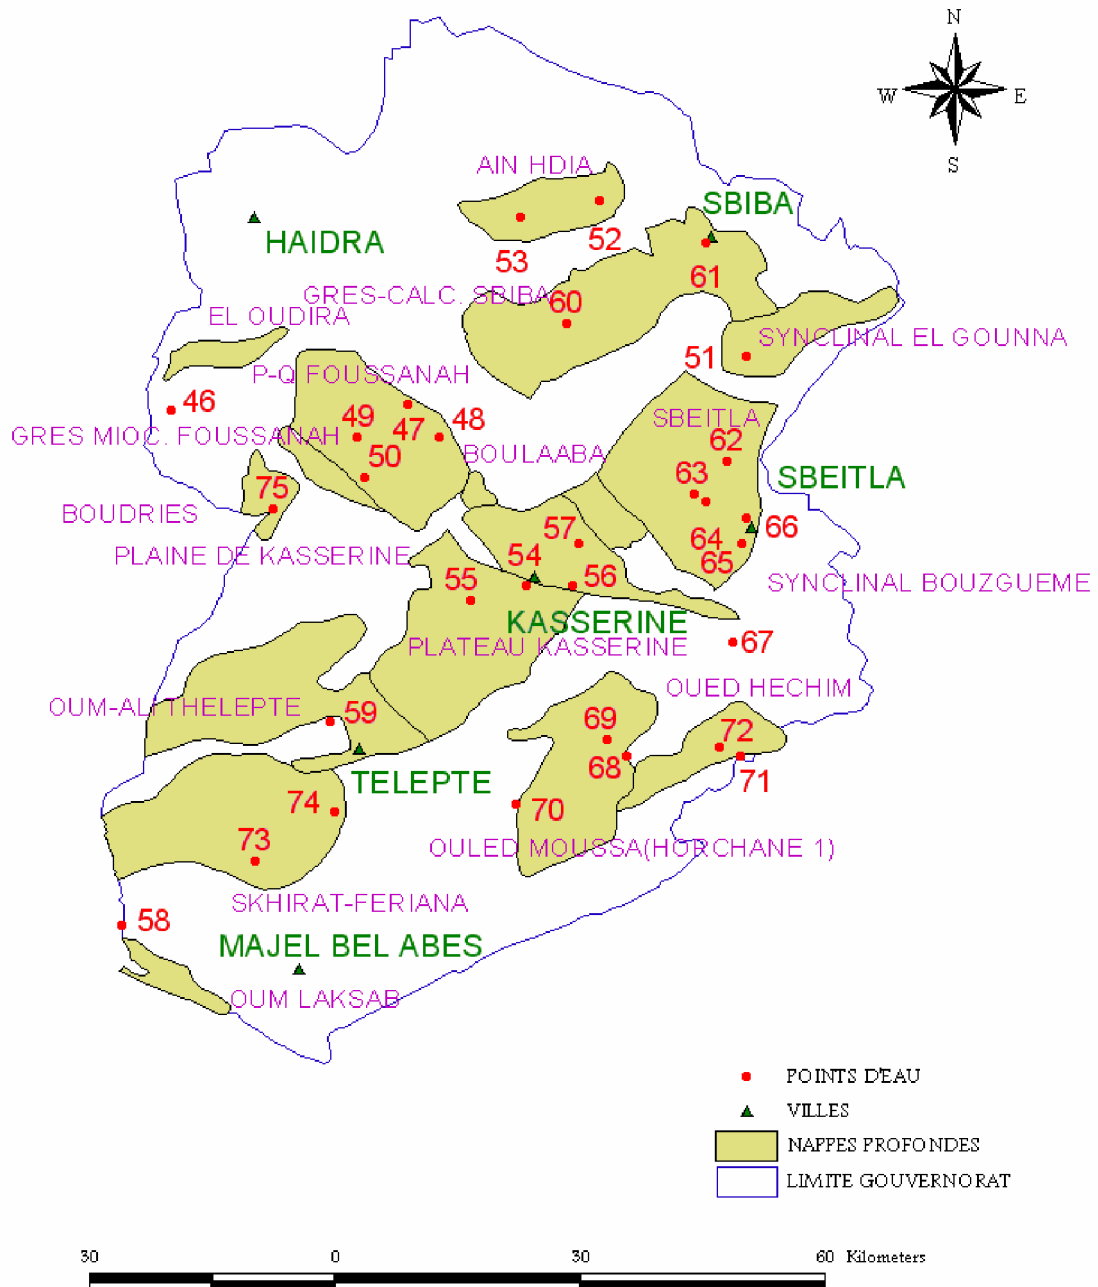 N
W E
S
AIN HDIA
SBIBA
HAIDRA
52
53
61
GRES-CALC. SBIBA
60
EL OUDIRA
51
SYNCLINAL EL GOUNNA
P-Q FOUSSANAH
46
49
47
48
SBEITLA
GRES MIOC. FOUSSANAH
62
50
BOULAABA
63
SBEITLA
75
BOUDRIES
57
66
64
PLAINE DE KASSERINE
54
65
55
56
SYNCLINAL BOUZGUEME
KASSERINE
PLATEAU KASSERINE
67
OUED HECHIM
OUM-ALI THELEPTE
59
69
72
68
TELEPTE
71
74
70
73
OULED MOUSSA(HORCHANE 1)
SKHIRAT-FERIANA
58
MAJEL BEL ABES
OUM LAKSAB
POINTS D'EAU
VILLES
NAPPES PROFONDES
LIMITE GOUVERNORAT
30 0 30 60 Kilometers